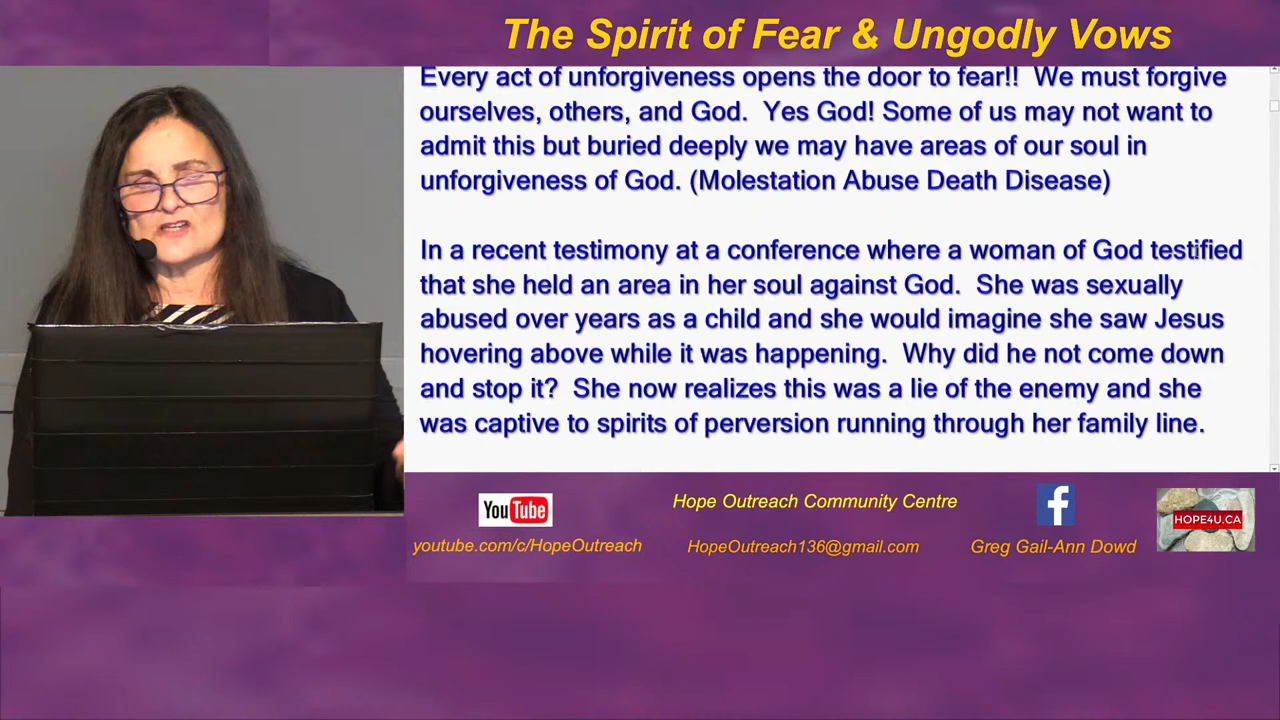 The Spirit of Fear & Ungodly Vows
Every act of unforgiveness opens the door to fear!! We must forgive
ourselves, others, and God. Yes God! Some of us may not want to
admit this but buried deeply we may have areas of our soul in
unforgiveness of God. (Molestation Abuse Death Disease)
In a recent testimony at a conference where a woman of God testified
that she held an area in her soul against God. She was sexually
abused over years as a child and she would imagine she saw Jesus
hovering above while it was happening. Why did he not come down
and stop it? She now realizes this was a lie of the enemy and she
was captive to spirits of perversion running through her family line.
YouTube
youtube.com/c/HopeOutreach
Hope Outreach Community Centre
HopeOutreach136@gmail.com
f
Greg Gail-Ann Dowd
HOPE4U.CA